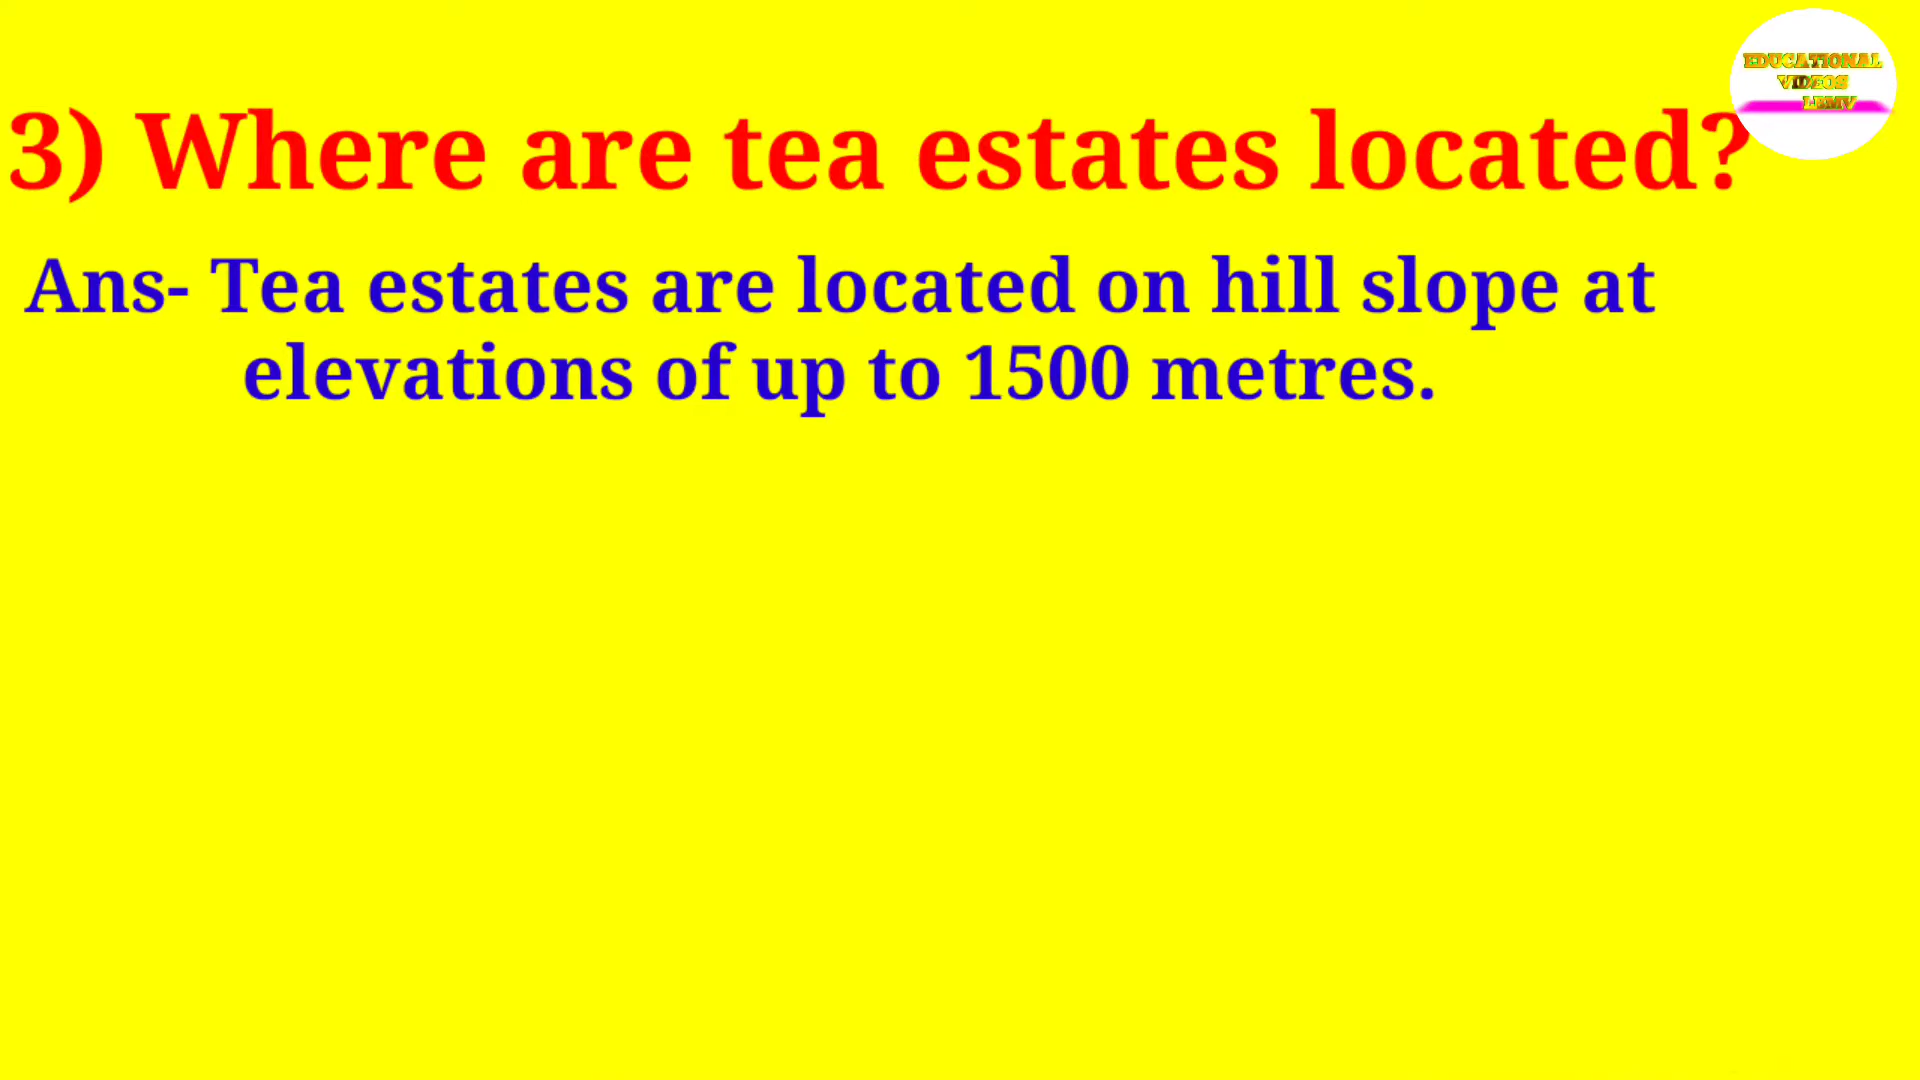 EDUCATIONAL
VIDEOS
3) Where are tea estates located?
Ans- Tea estates are located on hill slope at
elevations of up to 1500 metres.